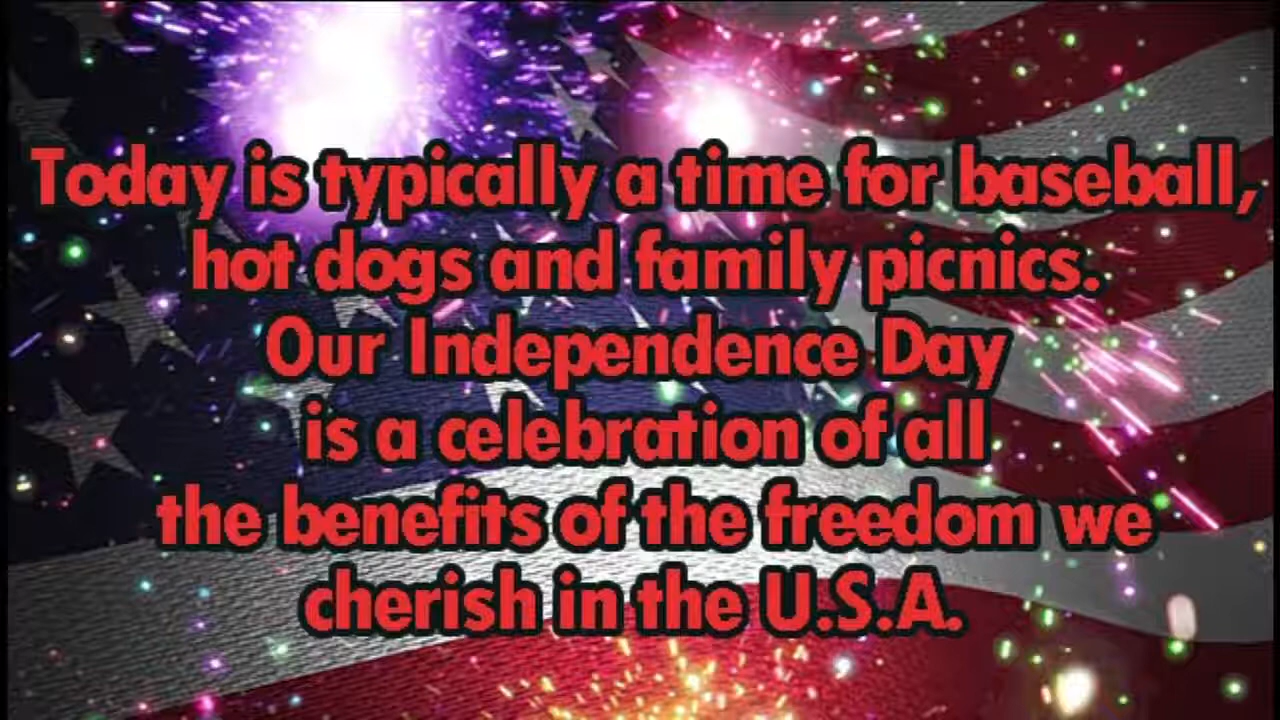 Today is typically a time for baseball,
hot dogs and family picnics.
Our Independence Day
is a celebration of all
the benefits of the freedom we
cherish in the U.S.A.